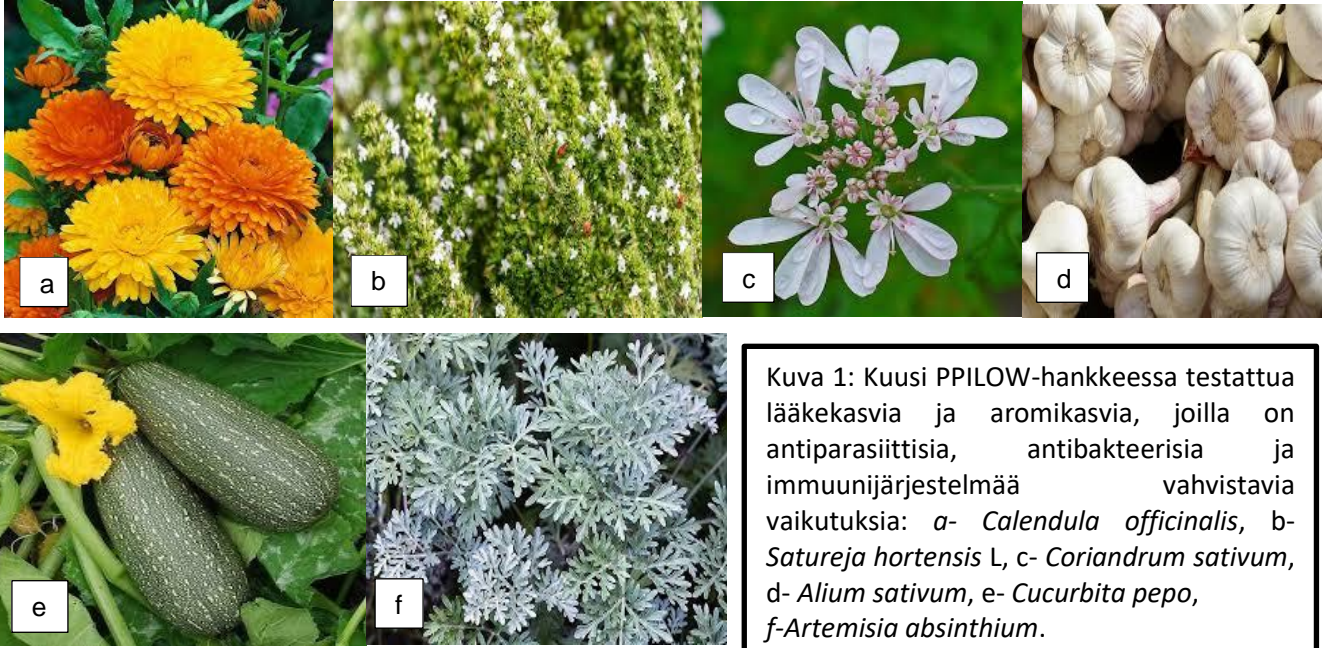 a
b
c
d
e
f
Kuva 1: Kuusi PPILOW-hankkeessa testattua
lääkekasvia ja aromikasvia, joilla on
antiparasiittisia, antibakteerisia ja
immuunijärjestelmää vahvistavia
vaikutuksia: a- Calendula officinalis, b-
Satureja hortensis L, c- Coriandrum sativum,
d- Alium sativum, e- Cucurbita pepo,
f-Artemisia absinthium.